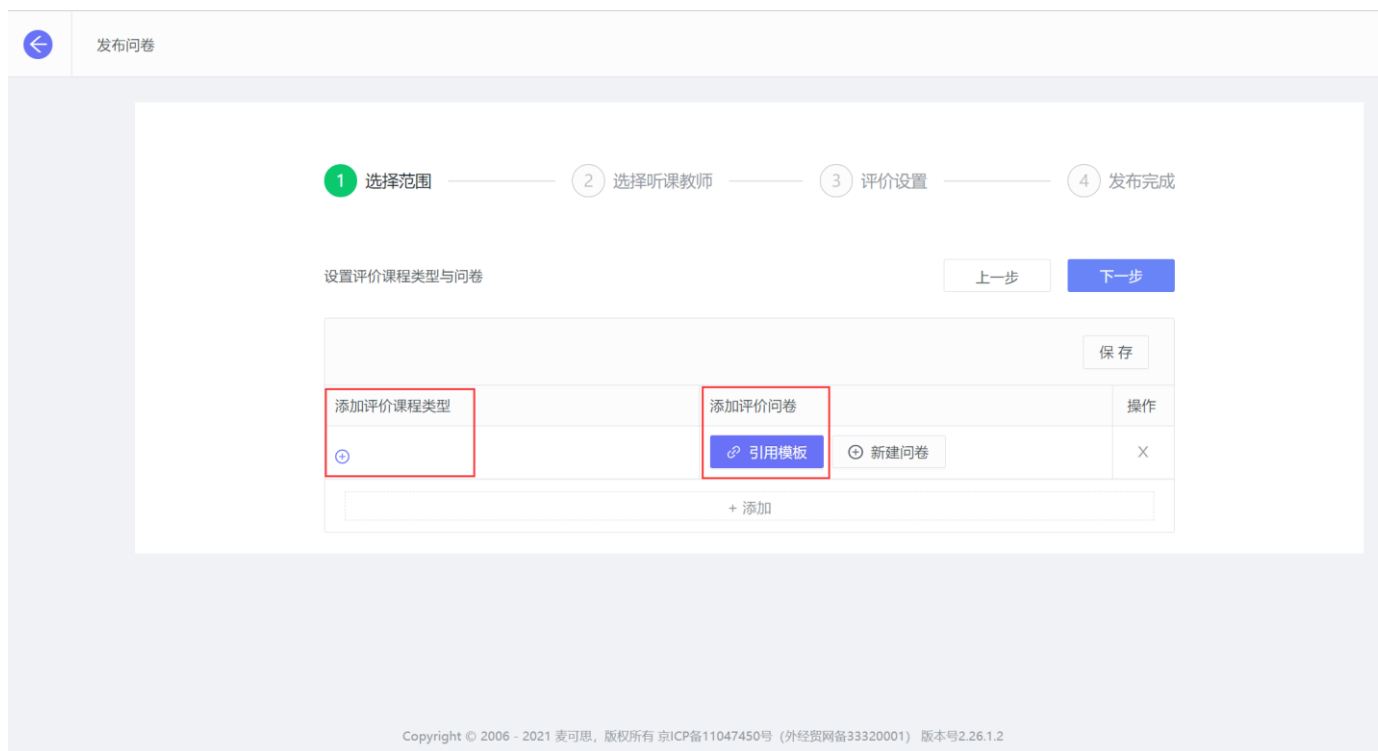 发布问卷
1 选择范围 2 选择听课教师 3 评价设置 4 发布完成
设置评价课程类型与问卷 上一步 下一步
保 存
添加评价课程类型 添加评价问卷 操作
引用模板 新建问卷 X
+ 添加
Copyright © 2006 - 2021 麦可思，版权所有 京ICP备11047450号（外经贸网备33320001） 版本号2.26.1.2